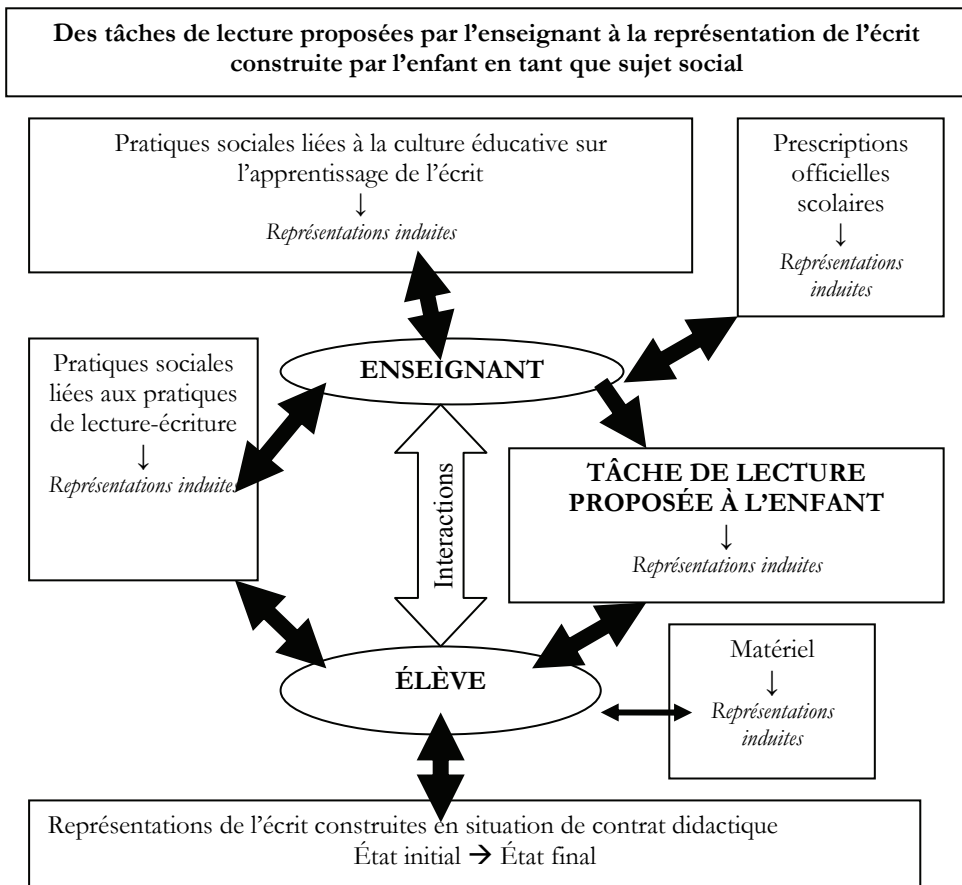 Des tâches de lecture proposées par l'enseignant à la représentation de l'écrit
construite par l'enfant en tant que sujet social
Pratiques sociales liées à la culture éducative sur
l'apprentissage de l'écrit
↓
Représentations induites
Prescriptions
officielles
scolaires
↓
Représentations
induites
Pratiques sociales
liées aux pratiques
de lecture-écriture
↓
Représentations induites
ENSEIGNANT
Interactions
TÂCHE DE LECTURE
PROPOSÉE À L'ENFANT
↓
Représentations induites
ÉLÈVE
Matériel
↓
Représentations
induites
Représentations de l'écrit construites en situation de contrat didactique
État initial → État final